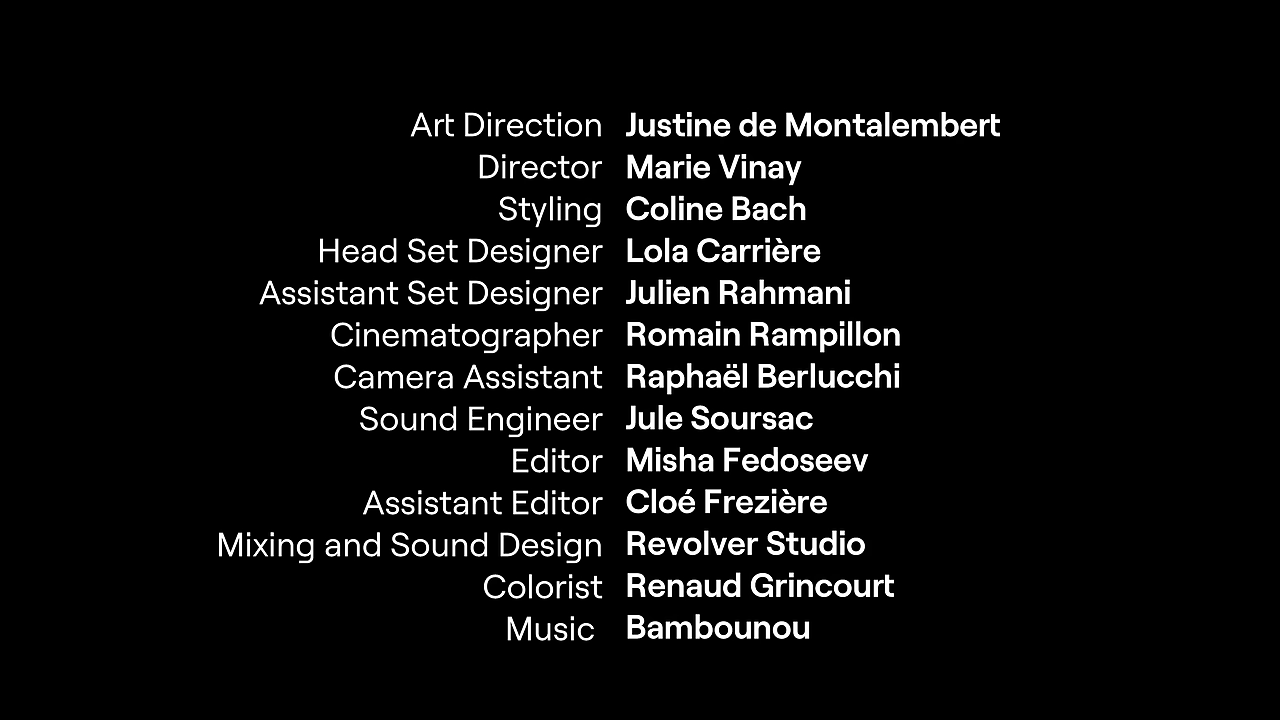 Art Direction Justine de Montalembert
Director Marie Vinay
Styling Coline Bach
Head Set Designer Lola Carrière
Assistant Set Designer Julien Rahmani
Cinematographer Romain Rampillon
Camera Assistant Raphaël Berlucchi
Sound Engineer Jule Soursac
Editor Misha Fedoseev
Assistant Editor Cloé Frezière
Mixing and Sound Design Revolver Studio
Colorist Renaud Grincourt
Music Bambounou